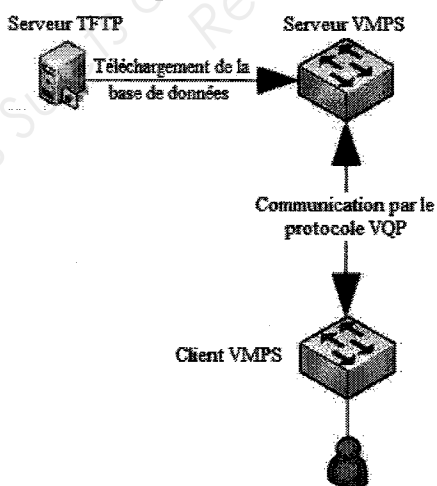 Serveur TFTP
Serveur VMPS
Téléchargement de la
base de données
Communication par le
protocole VQP
Client VMPS